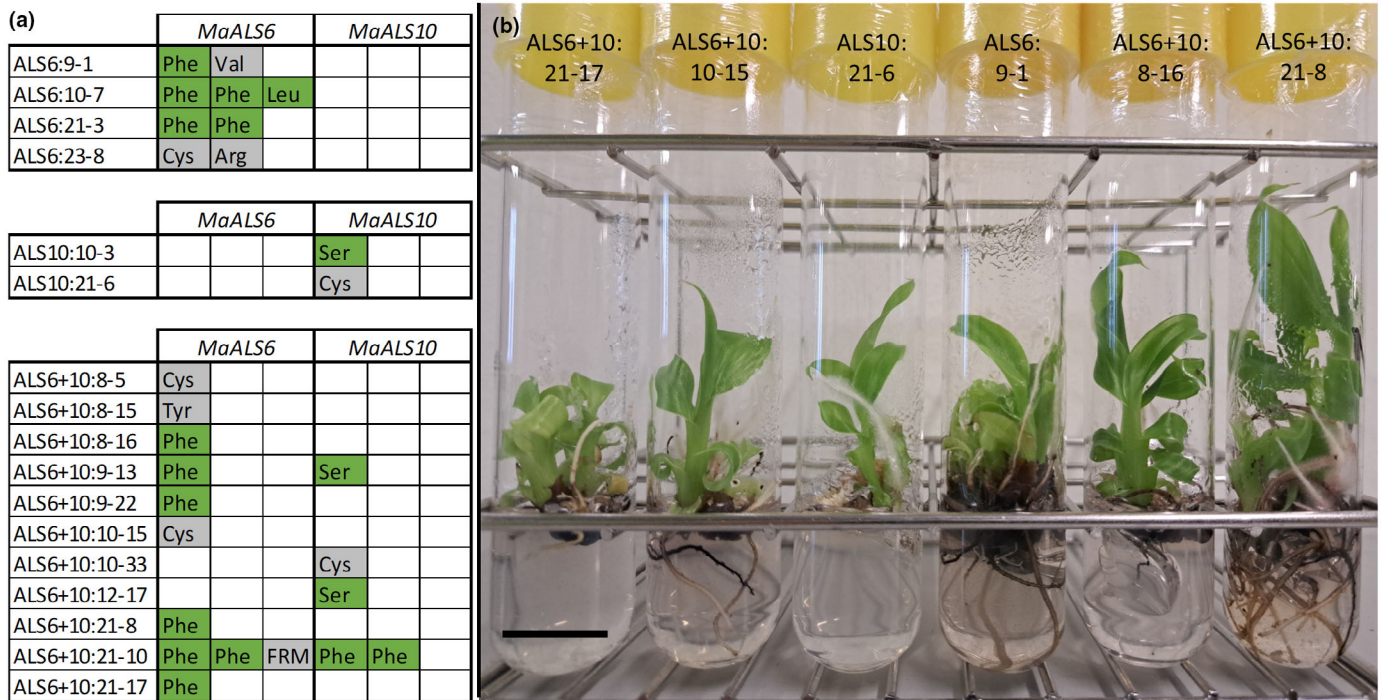 (a)
MaALS6 MaALS10
ALS6:9-1 Phe Val
ALS6:10-7 Phe Phe Leu
ALS6:21-3 Phe Phe
ALS6:23-8 Cys Arg
MaALS6 MaALS10
ALS10:10-3 Ser
ALS10:21-6 Cys
MaALS6 MaALS10
ALS6+10:8-5 Cys
ALS6+10:8-15 Tyr
ALS6+10:8-16 Phe
ALS6+10:9-13 Phe Ser
ALS6+10:9-22 Phe
ALS6+10:10-15 Cys
ALS6+10:10-33 Cys
ALS6+10:12-17 Ser
ALS6+10:21-8 Phe
ALS6+10:21-10 Phe Phe FRM Phe Phe
ALS6+10:21-17 Phe
(b)
ALS6+10: ALS6+10: ALS10: ALS6: ALS6+10: ALS6+10:
21-17 10-15 21-6 9-1 8-16 21-8